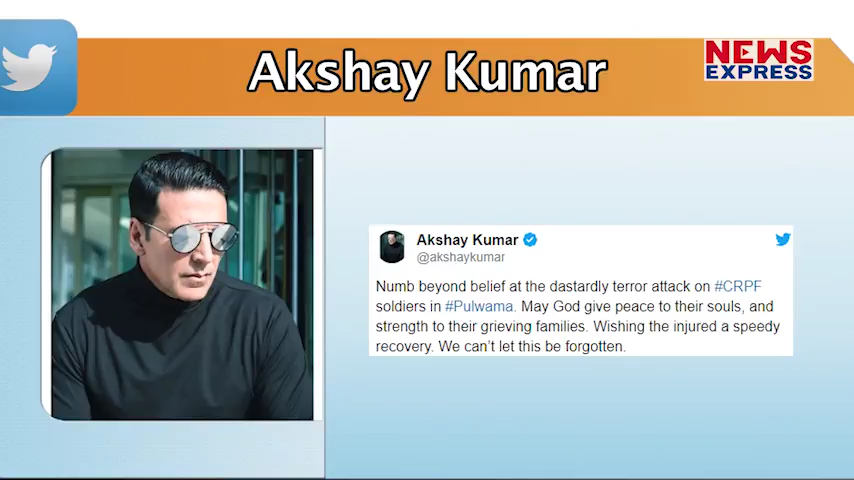 Akshay Kumar
NEWS
EXPRESS
Akshay Kumar
@akshaykumar
Numb beyond belief at the dastardly terror attack on #CRPF
soldiers in #Pulwama. May God give peace to their souls, and
strength to their grieving families. Wishing the injured a speedy
recovery. We can't let this be forgotten.